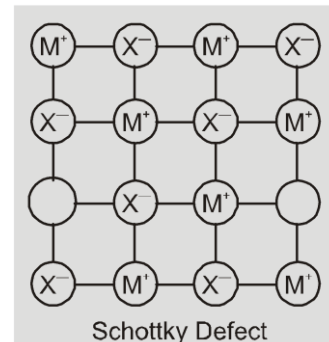 M⁺ X⁻ M⁺ X⁻
X⁻ M⁺ X⁻ M⁺
X⁻ M⁺
X⁻ M⁺ X⁻ M⁺
Schottky Defect